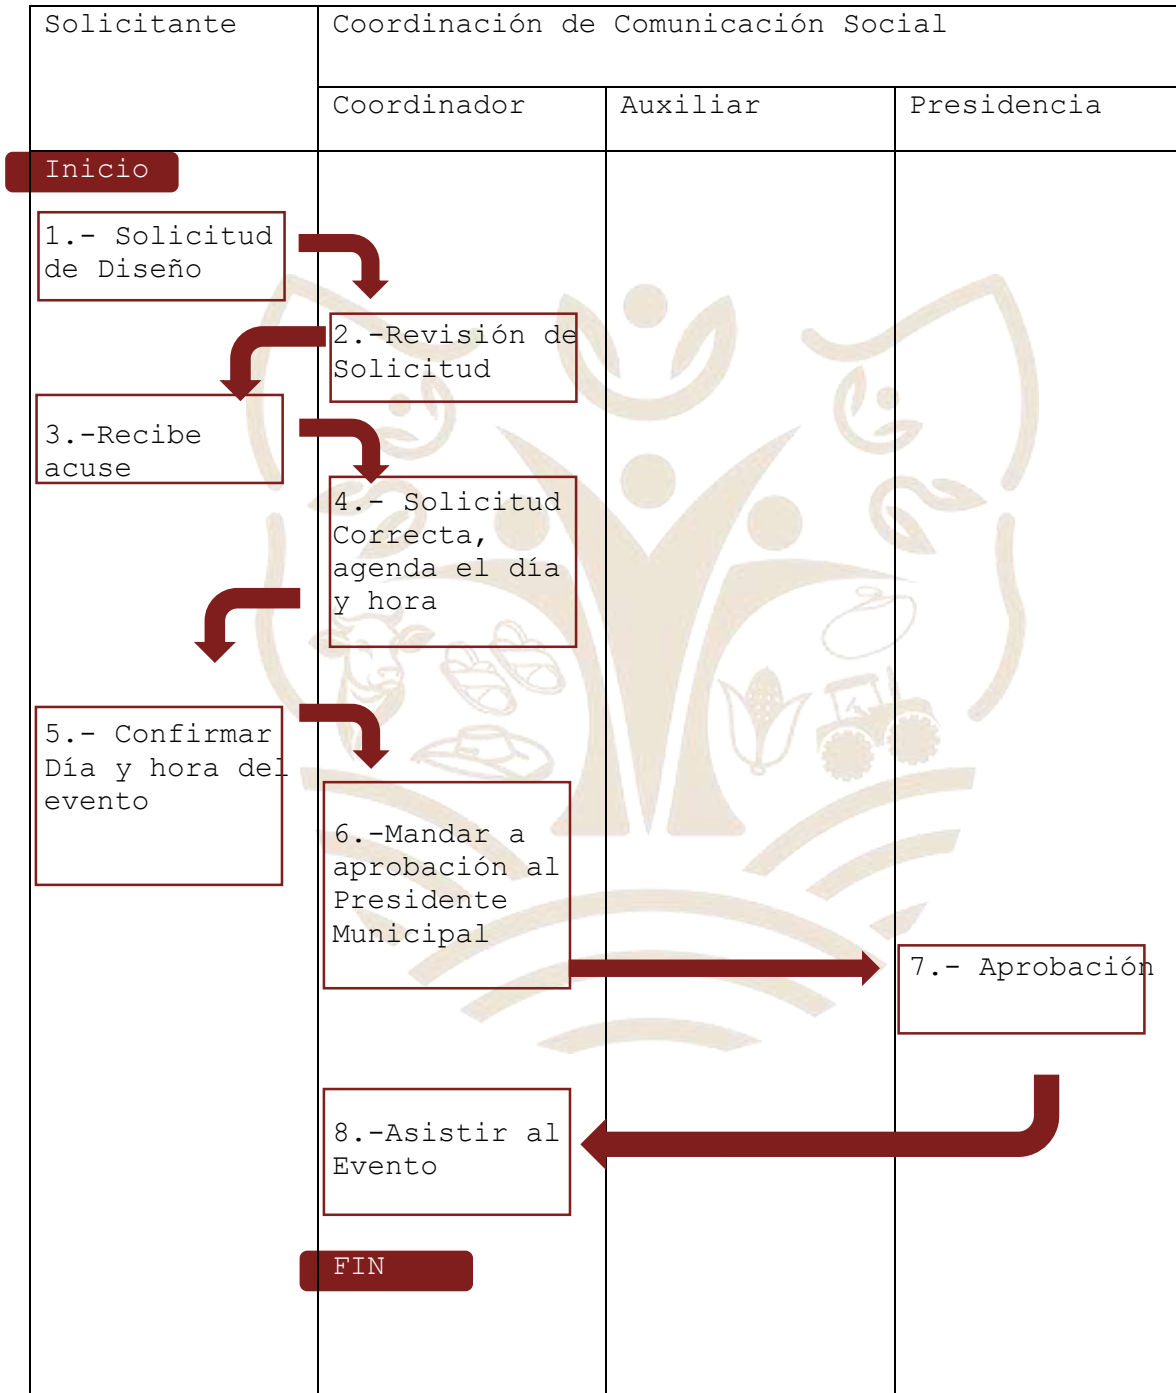 Solicitante
Coordinación de Comunicación Social
Coordinador
Auxiliar
Presidencia
Inicio
1.- Solicitud
de Diseño
2.-Revisión de
Solicitud
3.-Recibe
acuse
4.- Solicitud
Correcta,
agenda el día
y hora
5.- Confirmar
Día y hora del
evento
6.-Mandar a
aprobación al
Presidente
Municipal
7.- Aprobación
8.-Asistir al
Evento
FIN